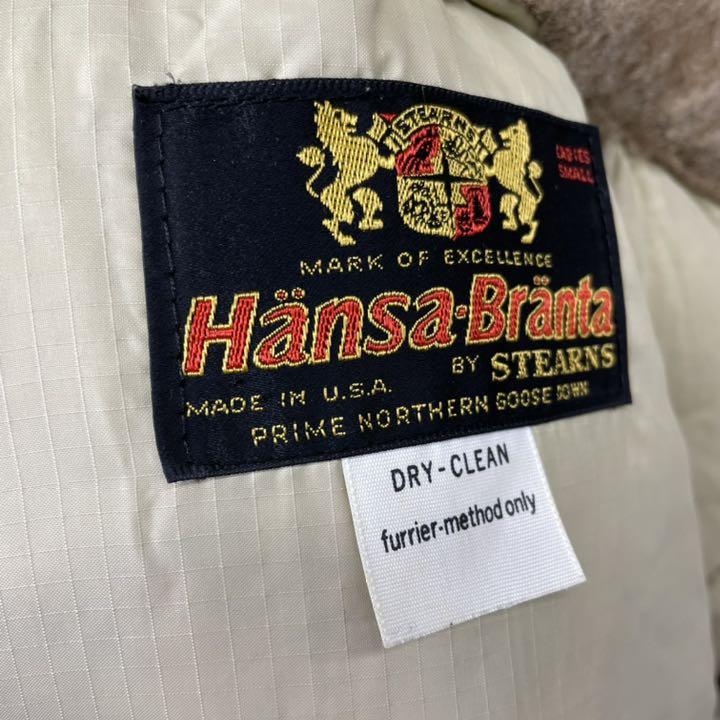 STEARNS
LADIES
SMALL
MARK OF EXCELLENCE
Hänsa·Bränta
BY STEARNS
MADE IN U.S.A.
PRIME NORTHERN GOOSE DOWN
DRY-CLEAN
furrier-method only